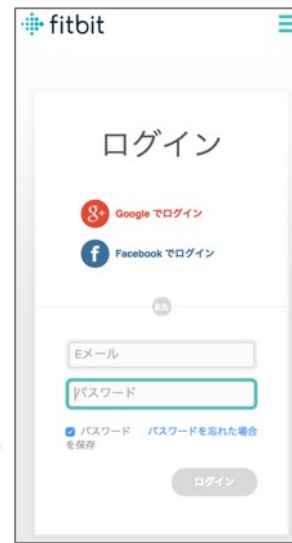 fitbit
ログイン
8+ Google でログイン
f Facebook でログイン
また
Eメール
パスワード
パスワード
を保存
パスワードを忘れた場合
ログイン